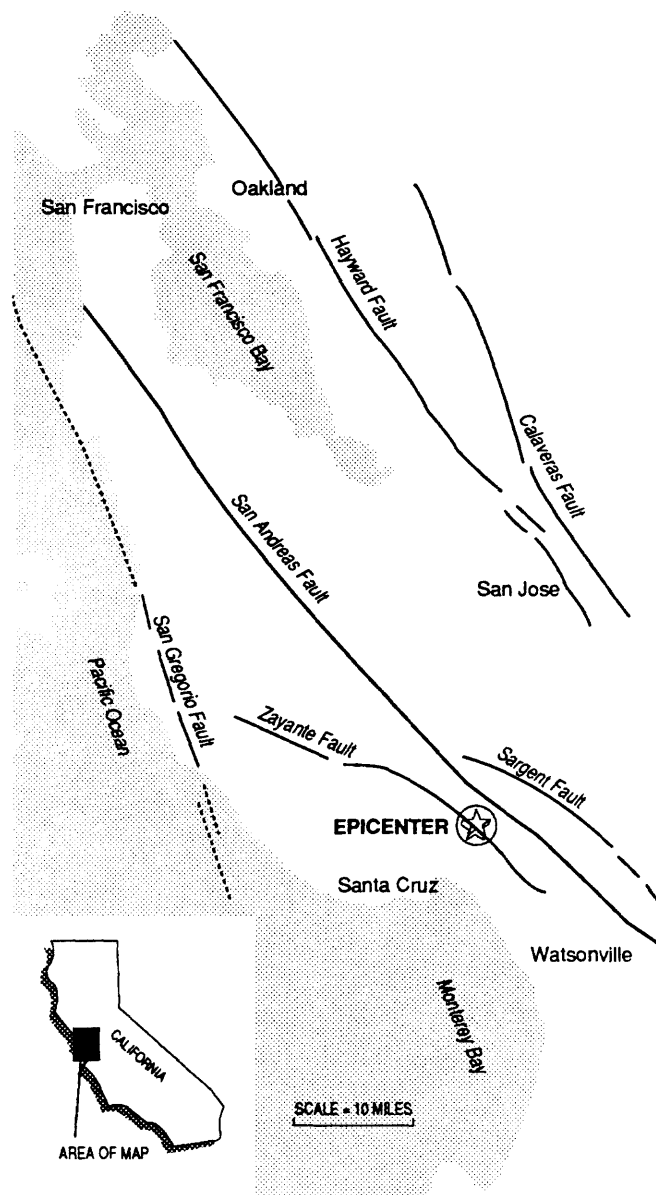 Oakland
San Francisco
San Francisco Bay
Hayward Fault
Calaveras Fault
San Andreas Fault
San Jose
San Gregorio Fault
Pacific Ocean
Zayante Fault
Sargent Fault
EPICENTER
Santa Cruz
Watsonville
Monterey Bay
CALIFORNIA
SCALE = 10 MILES
AREA OF MAP